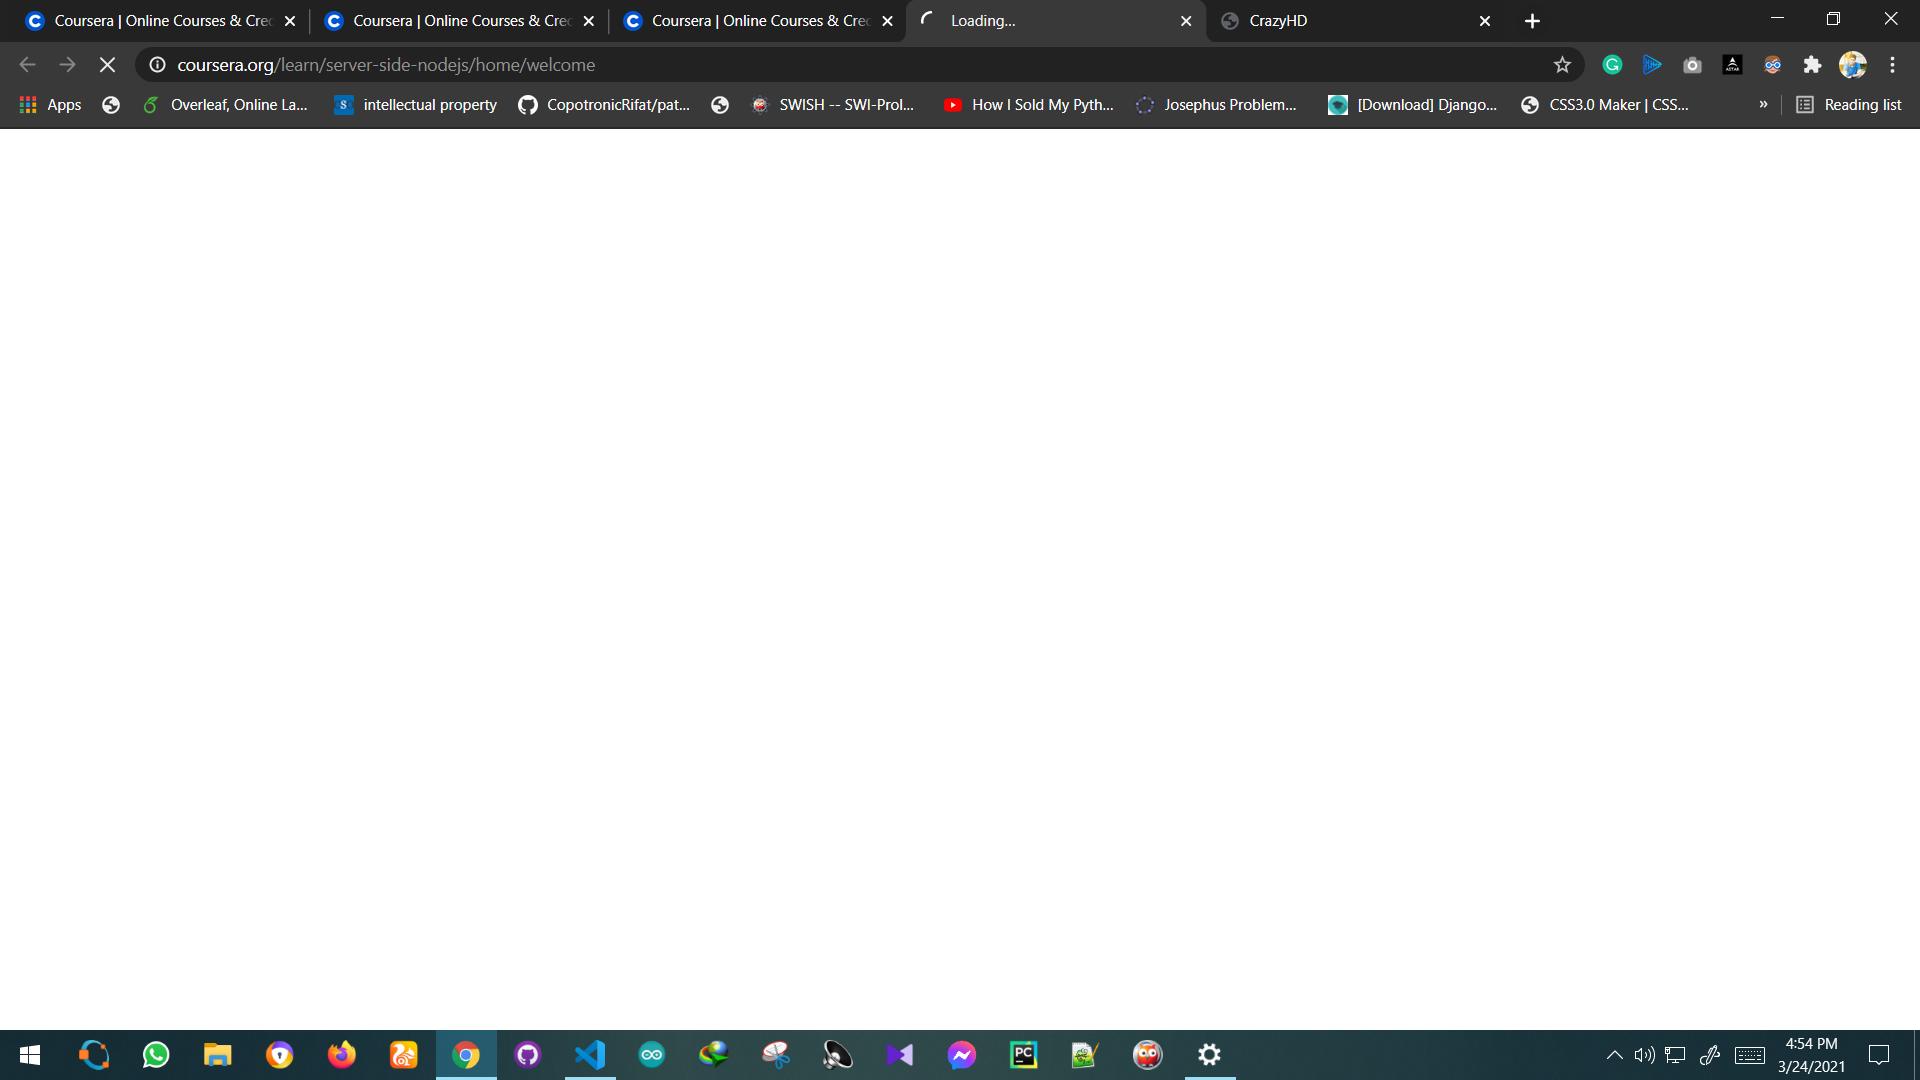 Coursera | Online Courses & Crec
Coursera | Online Courses & Crec
Coursera | Online Courses & Crec
Loading...
CrazyHD
coursera.org/learn/server-side-nodejs/home/welcome
Apps
Overleaf, Online La...
intellectual property
CopotronicRifat/pat...
SWISH -- SWI-Prol...
How I Sold My Pyth...
Josephus Problem...
[Download] Django...
CSS3.0 Maker | CSS...
»
Reading list
4:54 PM
3/24/2021